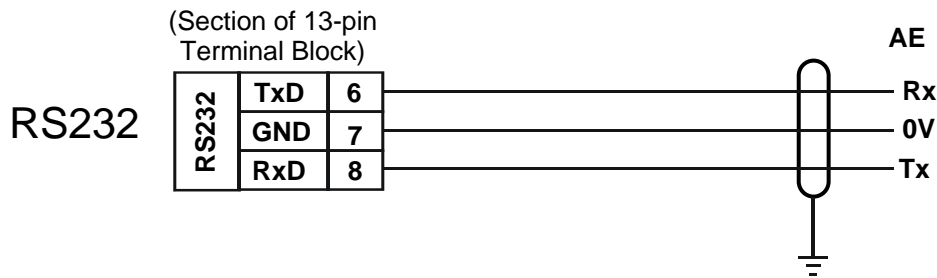 (Section of 13-pin
Terminal Block)
AE
RS232
RS232
TxD 6
GND 7
RxD 8
Rx
0V
Tx